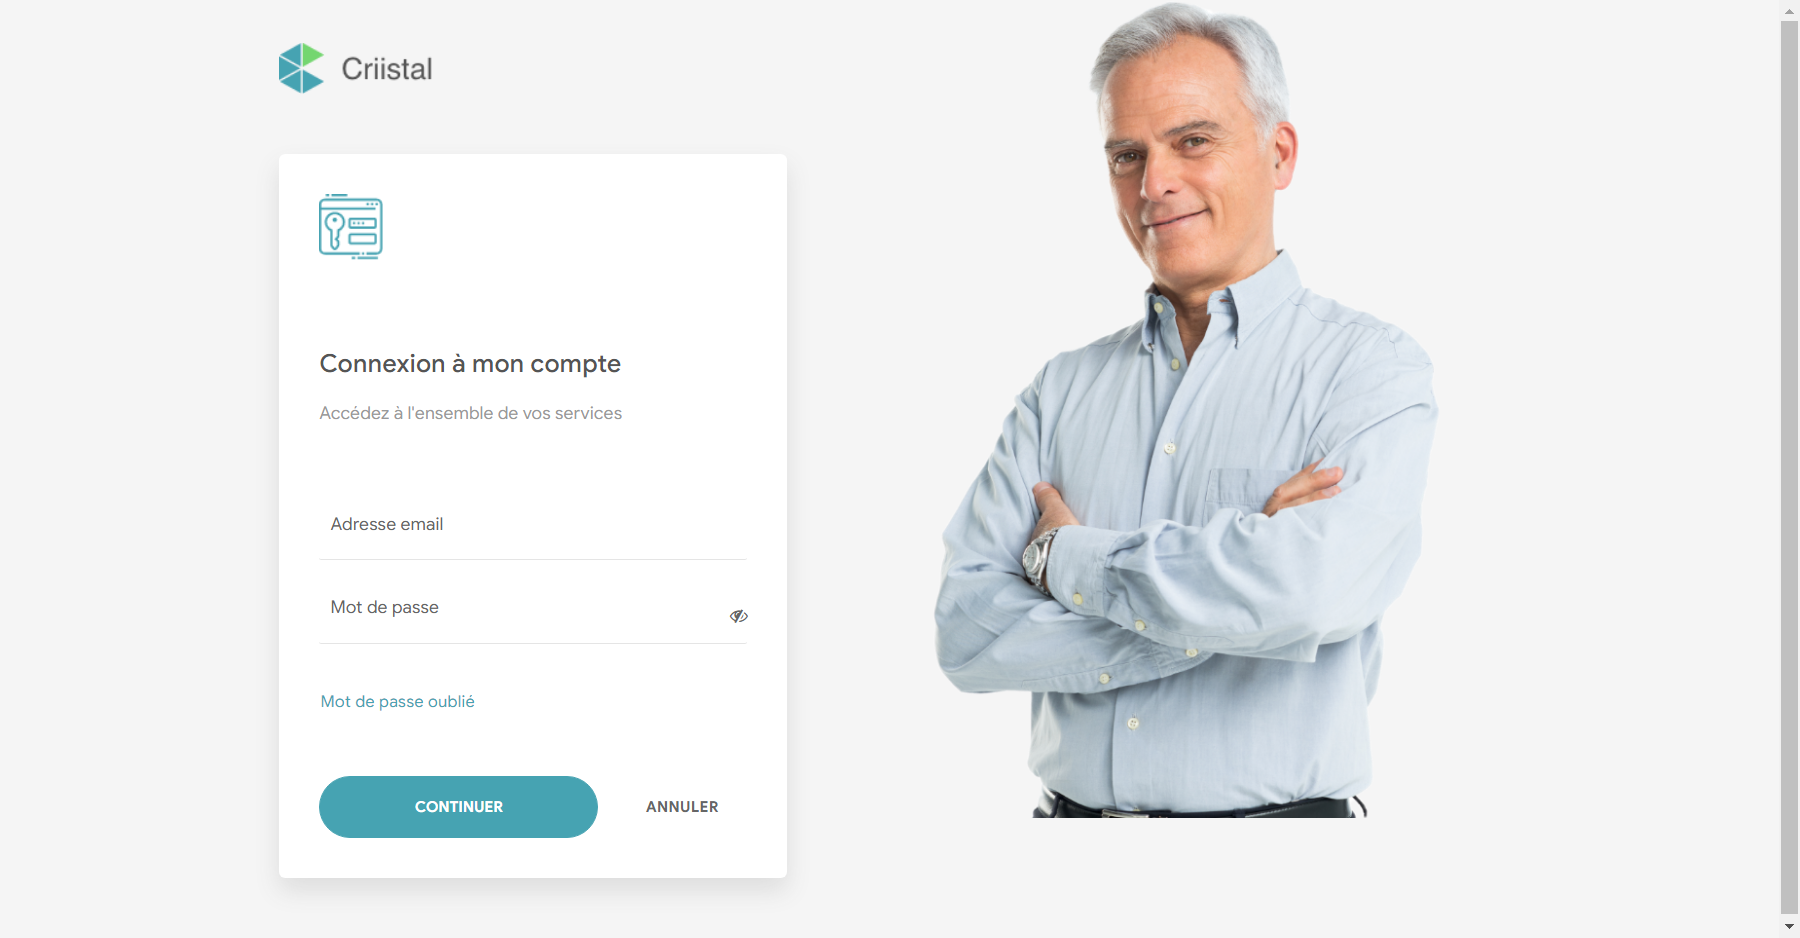 Criistal
Connexion à mon compte
Accédez à l'ensemble de vos services
Adresse email
Mot de passe
Mot de passe oublié
CONTINUER
ANNULER